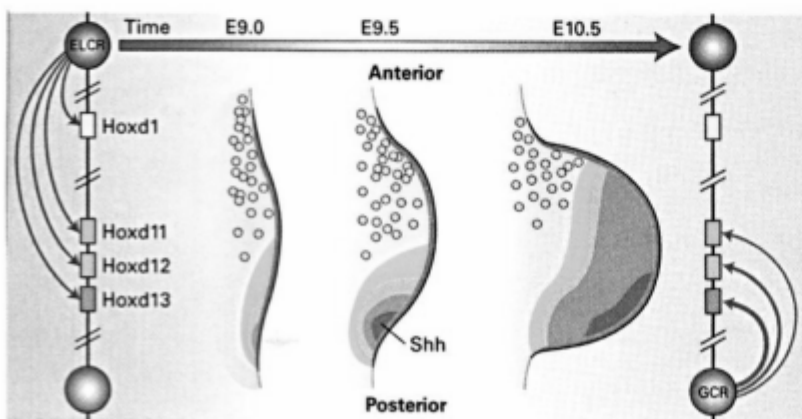 ELCR
Time
E9.0
E9.5
E10.5
Anterior
Hoxd1
Hoxd11
Hoxd12
Hoxd13
Shh
Posterior
GCR